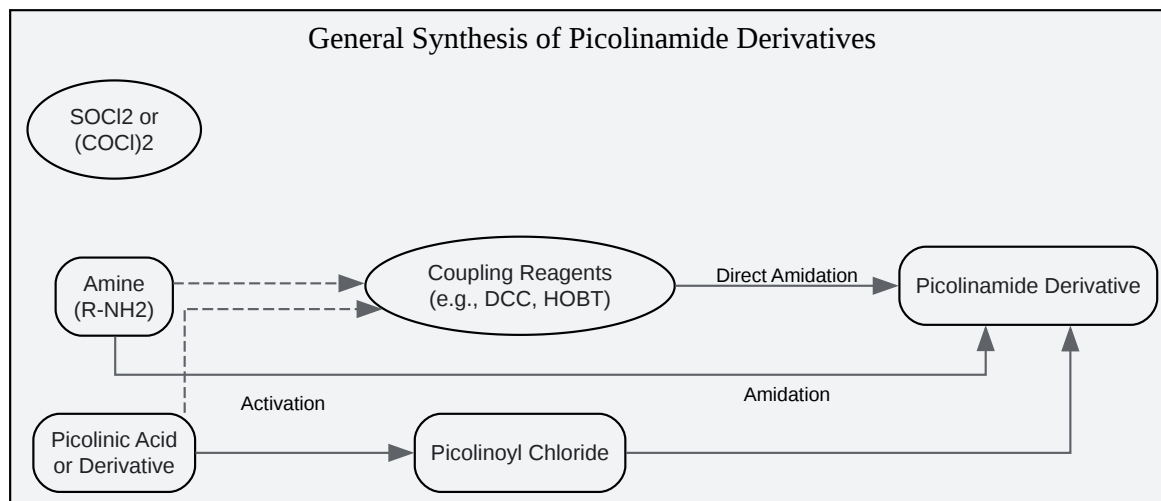 General Synthesis of Picolinamide Derivatives
SOCl2 or
(COCl)2
Amine
(R-NH2)
Coupling Reagents
(e.g., DCC, HOBT)
Direct Amidation
Picolinamide Derivative
Activation
Amidation
Picolinic Acid
or Derivative
Picolinoyl Chloride